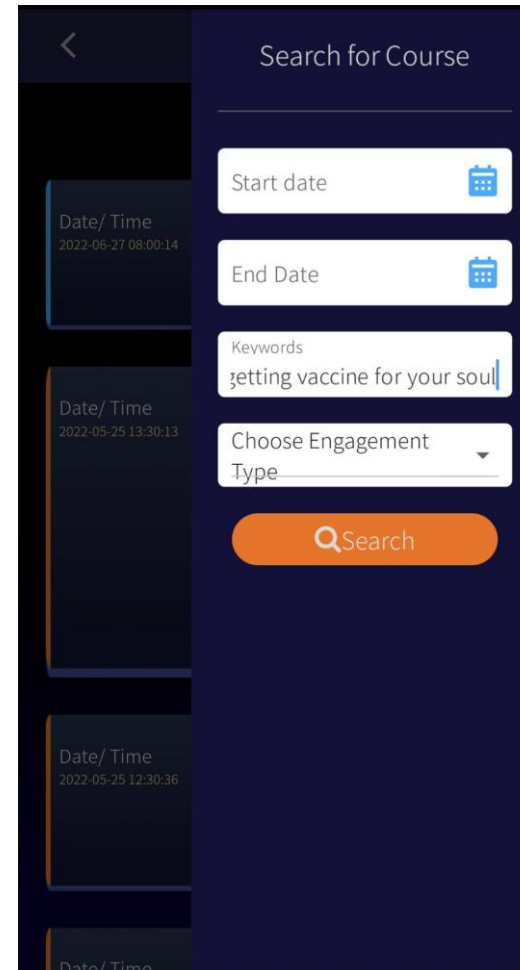 Search for Course
Start date
End Date
Keywords
getting vaccine for your soul
Choose Engagement
Type
Search
Date/ Time
2022-06-27 08:00:14
Date/ Time
2022-05-25 13:30:13
Date/ Time
2022-05-25 12:30:36
Date/Time